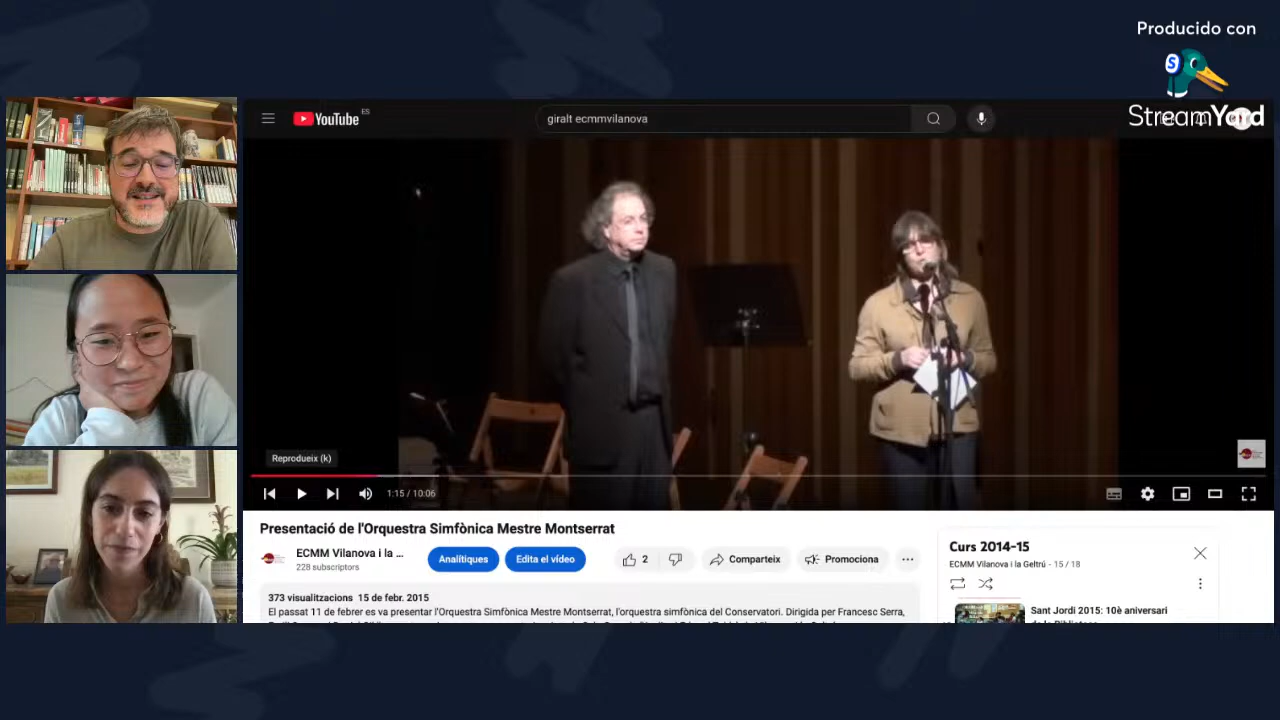 Producido con
S
StreamYard
YouTube ES
giralt ecmmvilanova
Reprodueix (k)
1:15 / 10:06
Presentació de l'Orquestra Simfònica Mestre Montserrat
ECMM Vilanova i la ...
228 subscriptors
Analítiques
Edita el vídeo
2
Comparteix
Promociona
373 visualitzacions 15 de febr. 2015
El passat 11 de febrer es va presentar l'Orquestra Simfònica Mestre Montserrat, l'orquestra simfònica del Conservatori. Dirigida per Francesc Serra,
Curs 2014-15
ECMM Vilanova i la Geltrú - 15 / 18
Sant Jordi 2015: 10è aniversari
de la Biblioteca